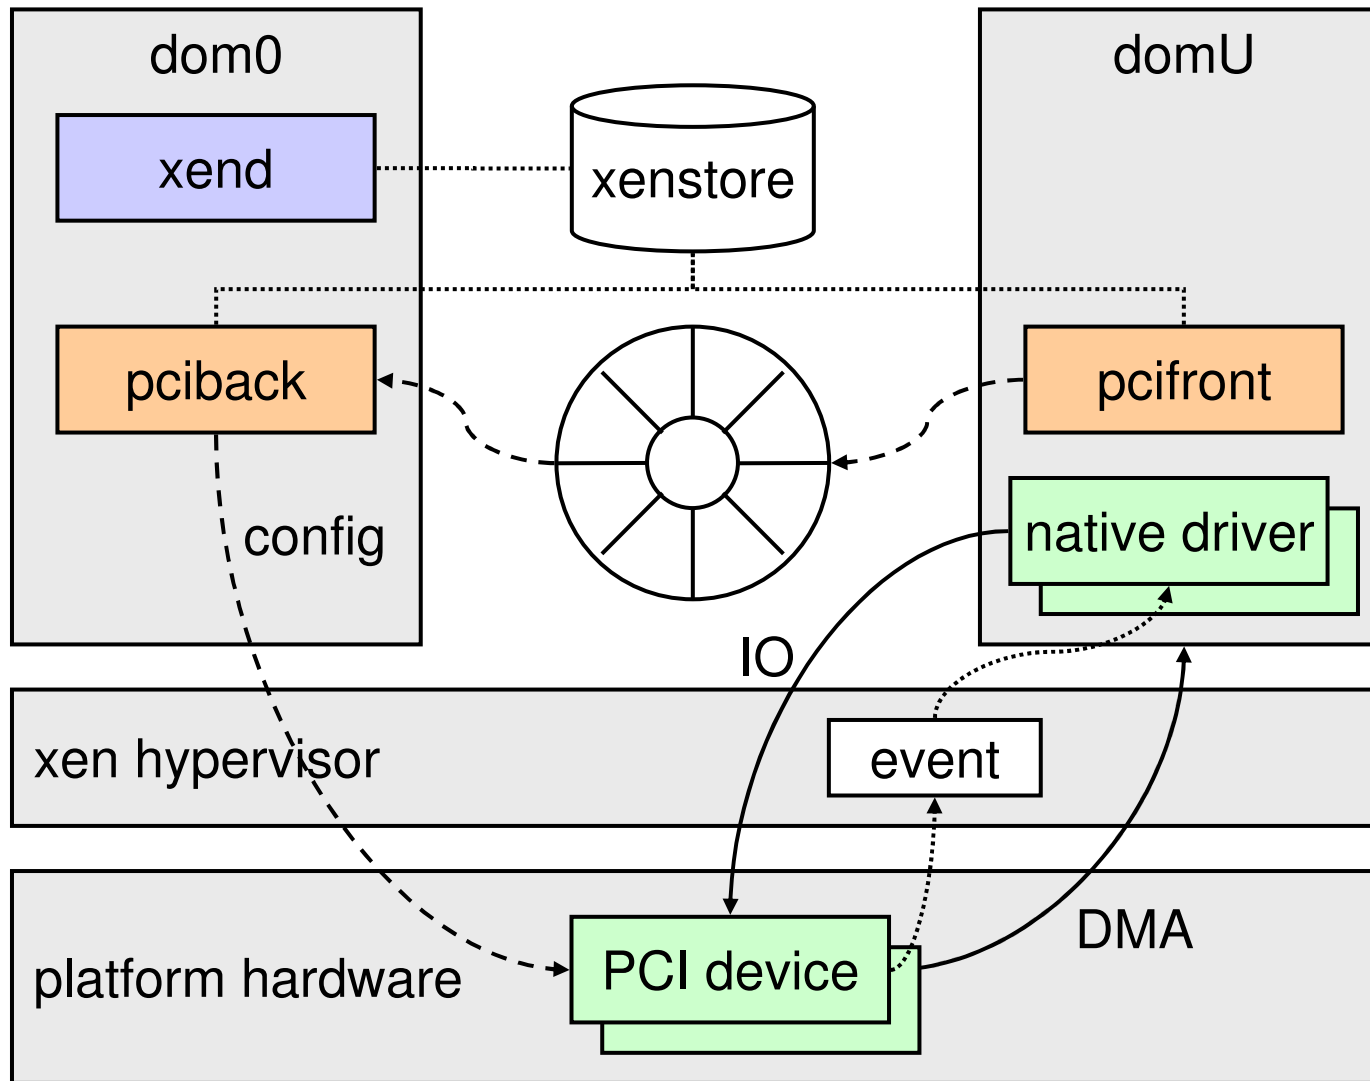 dom0
domU
xend
xenstore
pciback
pcifront
config
native driver
IO
xen hypervisor
event
DMA
platform hardware
PCI device